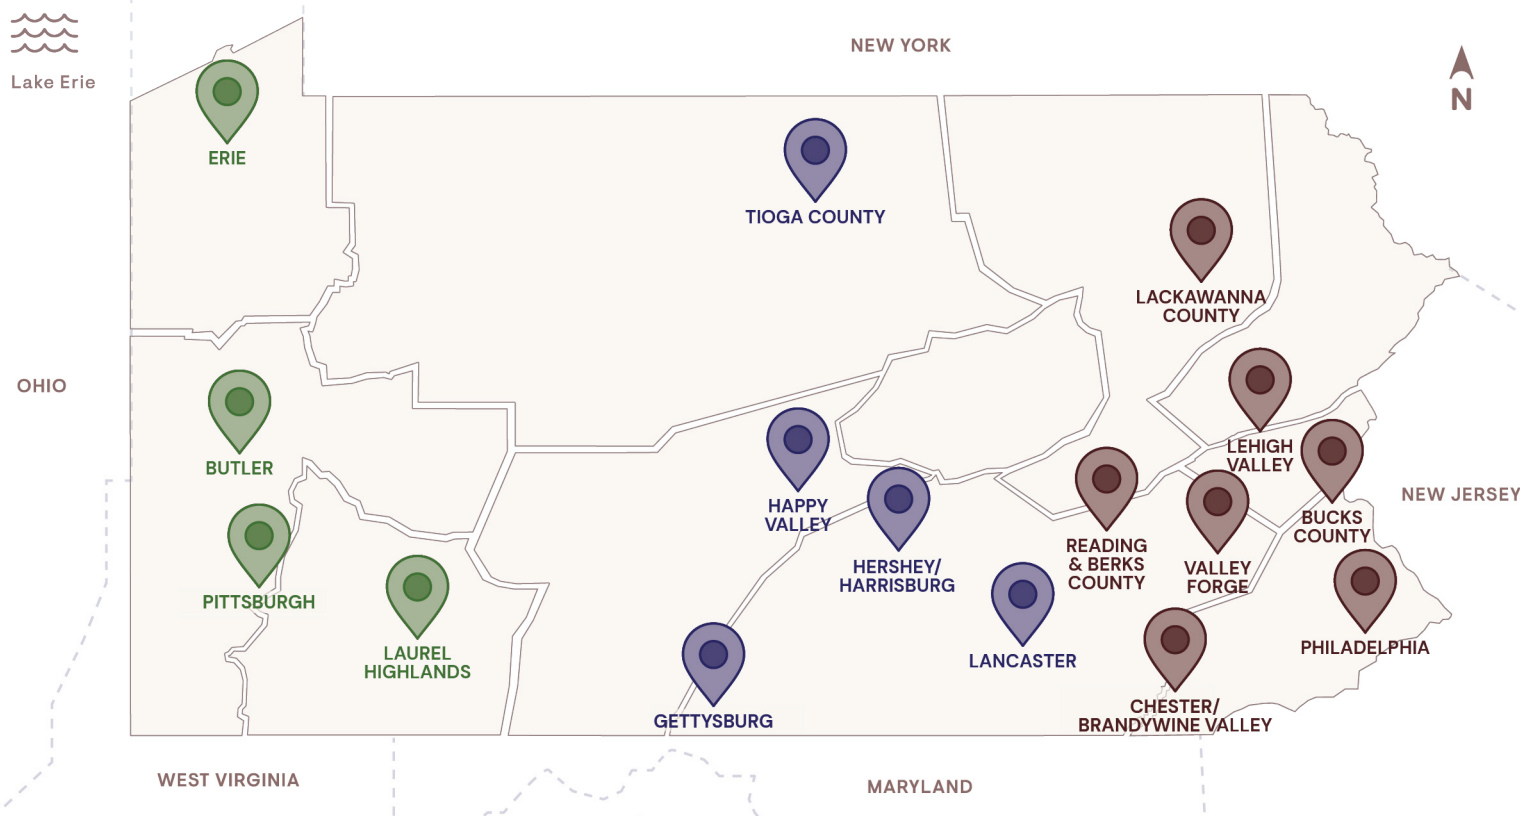 NEW YORK
Lake Erie
N
ERIE
TIOGA COUNTY
LACKAWANNA
COUNTY
OHIO
LEHIGH
VALLEY
BUTLER
NEW JERSEY
HAPPY
VALLEY
BUCKS
COUNTY
READING
& BERKS
COUNTY
HERSHEY/
HARRISBURG
VALLEY
FORGE
PITTSBURGH
PHILADELPHIA
LAUREL
HIGHLANDS
LANCASTER
CHESTER/
BRANDYWINE VALLEY
GETTYSBURG
WEST VIRGINIA
MARYLAND